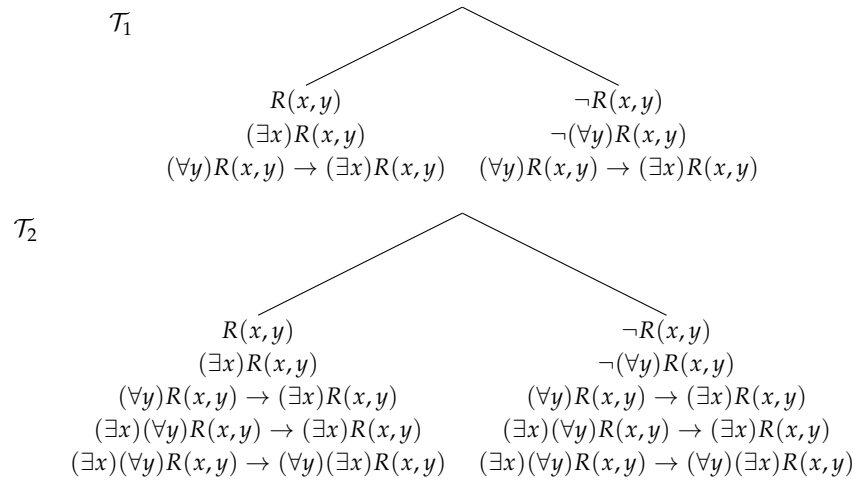 𝒯₁
R(x, y) ¬R(x, y)
(∃x)R(x, y) ¬(∀y)R(x, y)
(∀y)R(x, y) → (∃x)R(x, y) (∀y)R(x, y) → (∃x)R(x, y)
𝒯₂
R(x, y) ¬R(x, y)
(∃x)R(x, y) ¬(∀y)R(x, y)
(∀y)R(x, y) → (∃x)R(x, y) (∀y)R(x, y) → (∃x)R(x, y)
(∃x)(∀y)R(x, y) → (∃x)R(x, y) (∃x)(∀y)R(x, y) → (∃x)R(x, y)
(∃x)(∀y)R(x, y) → (∀y)(∃x)R(x, y) (∃x)(∀y)R(x, y) → (∀y)(∃x)R(x, y)